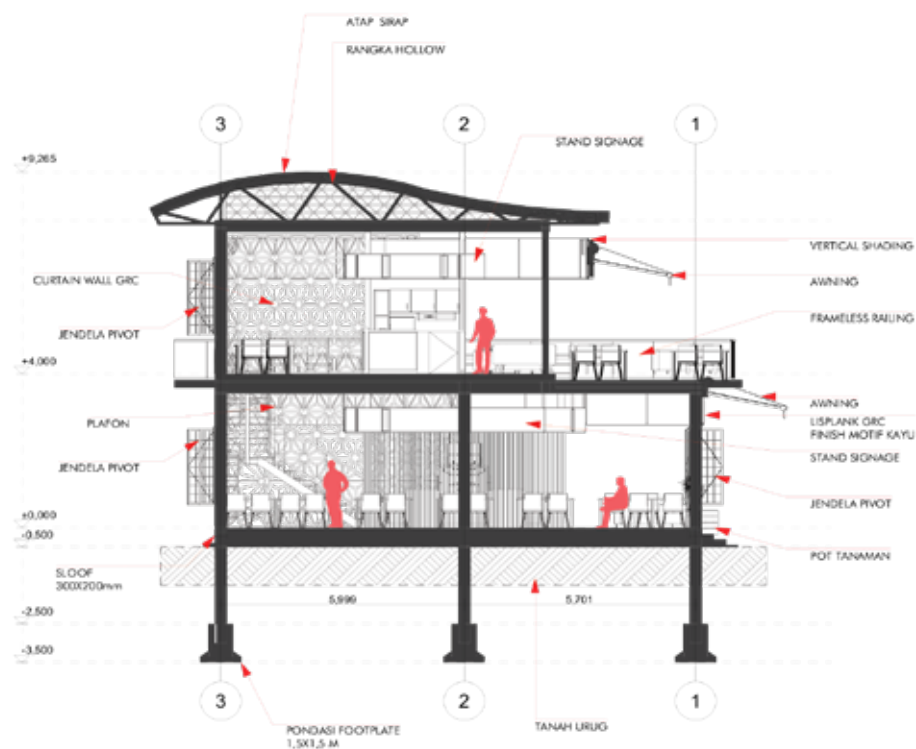 ATAP SIRAP
RANGKA HOLLOW
3
2
1
STAND SIGNAGE
+9,265
VERTICAL SHADING
CURTAIN WALL GRC
AWNING
JENDELA PIVOT
FRAMELESS RAILING
+4,000
AWNING
PLAFON
LISPLANK GRC
FINISH MOTIF KAYU
JENDELA PIVOT
STAND SIGNAGE
JENDELA PIVOT
±0,000
-0.500
POT TANAMAN
SLOOF
300X200mm
5,999
5,701
-2.500
-3.500
3
2
1
PONDASI FOOTPLATE
1,5X1,5 M
TANAH URUG